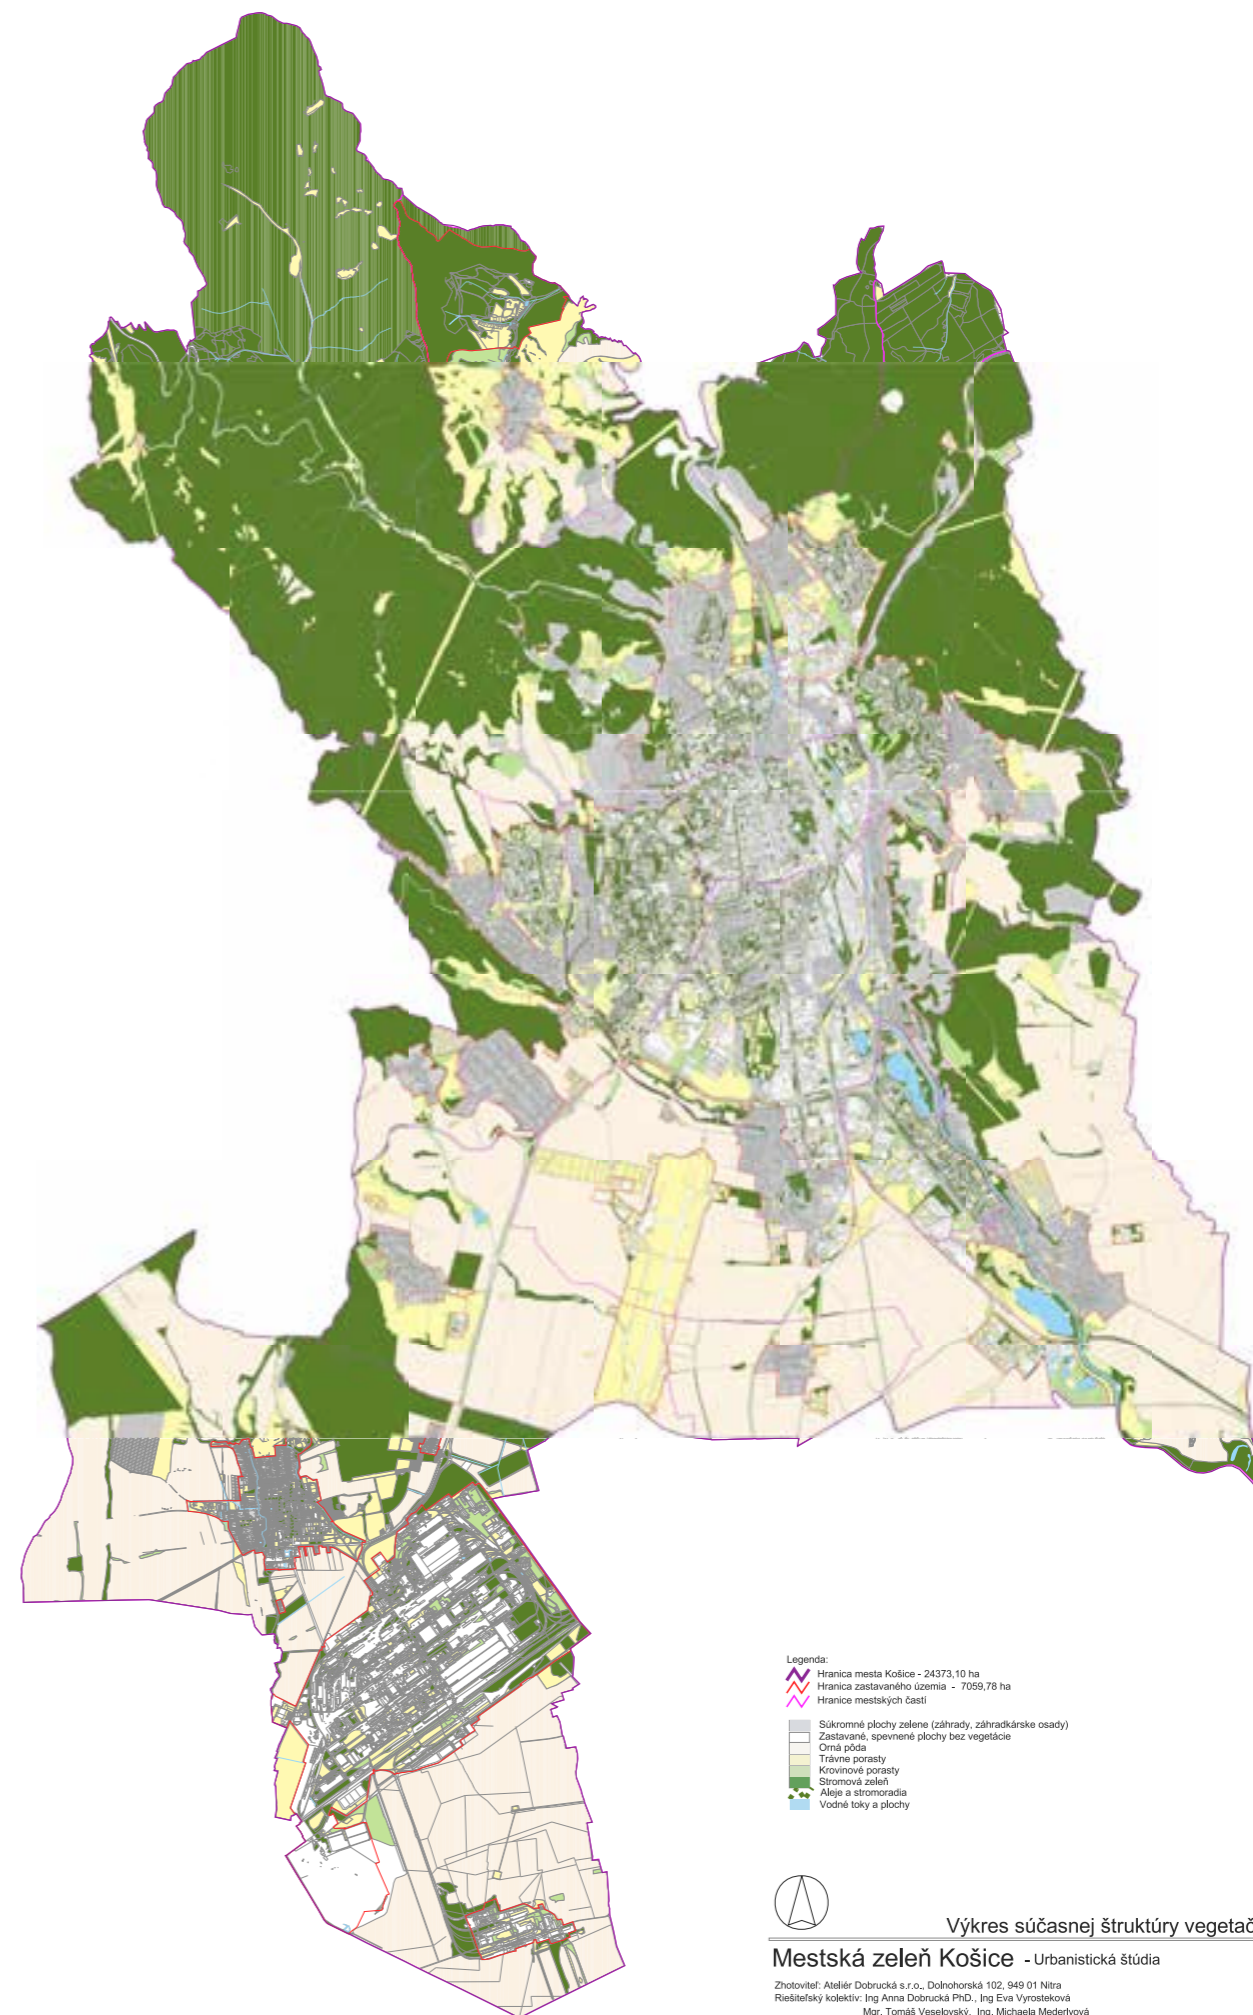 Legenda:
Hranica mesta Košice - 24373,10 ha
Hranica zastavaného územia - 7059,78 ha
Hranice mestských častí
Súkromné plochy zelene (záhrady, záhradkárske osady)
Zastavané, spevnené plochy bez vegetácie
Orná pôda
Trávne porasty
Krovinové porasty
Stromová zeleň
Aleje a stromoradia
Vodné toky a plochy
Výkres súčasnej štruktúry vegetač
Mestská zeleň Košice - Urbanistická štúdia
Zhotoviteľ: Ateliér Dobrucká s.r.o., Dolnohorská 102, 949 01 Nitra
Riešiteľský kolektív: Ing Anna Dobrucká PhD., Ing Eva Vyrosteková
Mgr. Tomáš Veselovský, Ing. Michaela Mederlyová